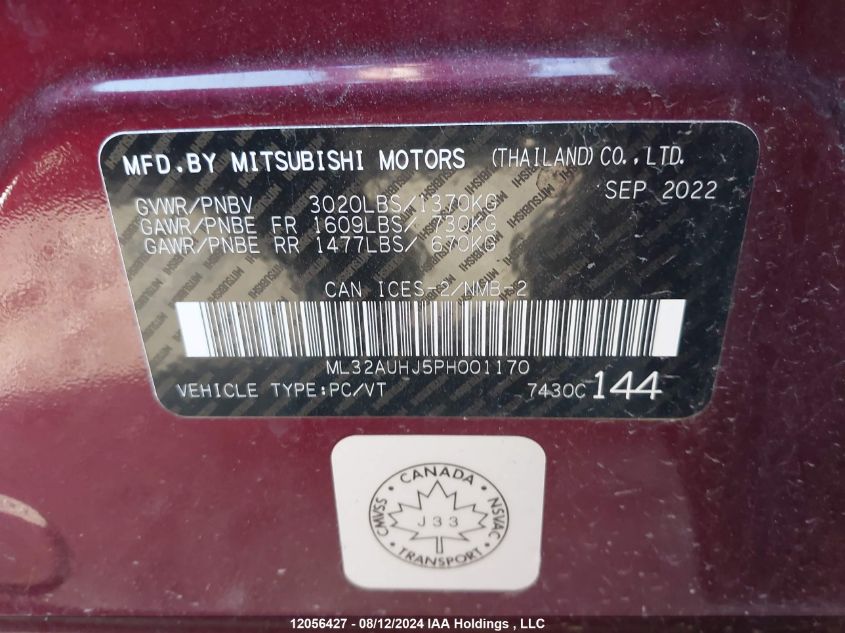 MFD.BY MITSUBISHI MOTORS (THAILAND) CO.,LTD.
SEP 2022
GVWR/PNBV 3020LBS/1370KG
GAWR/PNBE FR 1609LBS/ 730KG
GAWR/PNBE RR 1477LBS/ 670KG
CAN ICES-2/NMB-2
ML32AUHJ5PH001170
VEHICLE TYPE:PC/VT 7430C 144
CANADA
CMVSS J33 NSVAC
TRANSPORT
12056427 - 08/12/2024 IAA Holdings , LLC